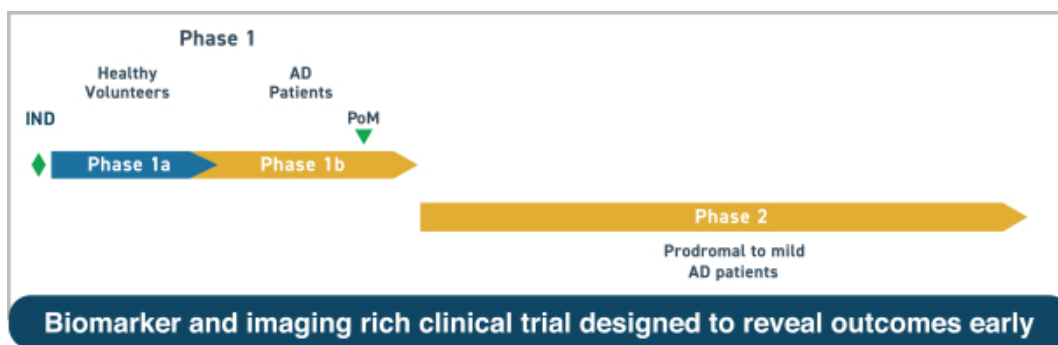 Phase 1
Healthy
Volunteers
AD
Patients
IND
PoM
Phase 1a
Phase 1b
Phase 2
Prodromal to mild
AD patients
Biomarker and imaging rich clinical trial designed to reveal outcomes early